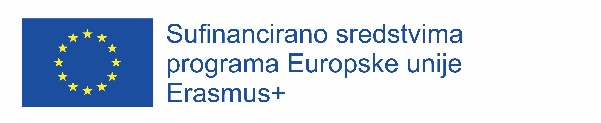 Sufinancirano sredstvima
programa Europske unije
Erasmus+